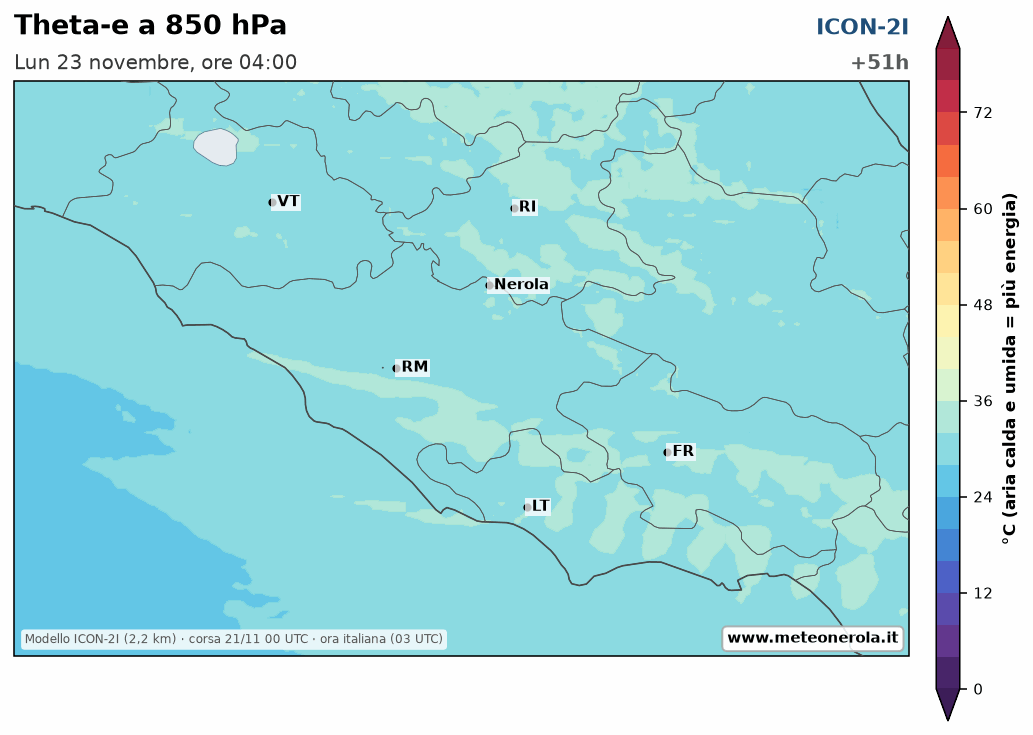 Theta-e a 850 hPa
ICON-2I
Lun 23 novembre, ore 04:00
+51h
VT
RI
Nerola
RM
FR
LT
Modello ICON-2I (2,2 km) · corsa 21/11 00 UTC · ora italiana (03 UTC)
www.meteonerola.it
72
60
48
36
24
12
0
°C (aria calda e umida = più energia)